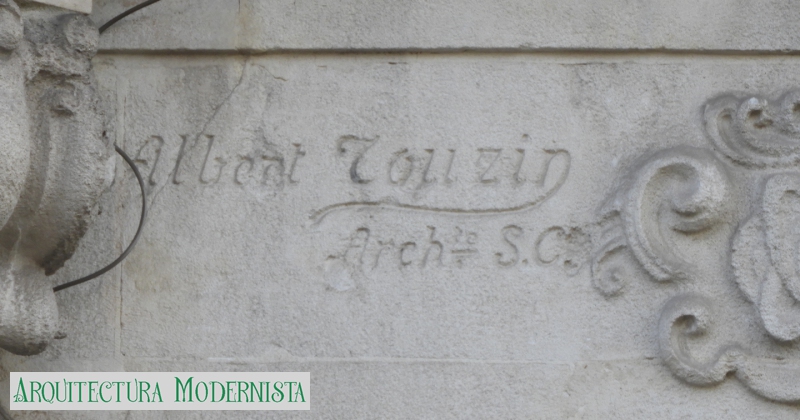 Albert Touzin
Archte S.C.
ARQUITECTURA MODERNISTA